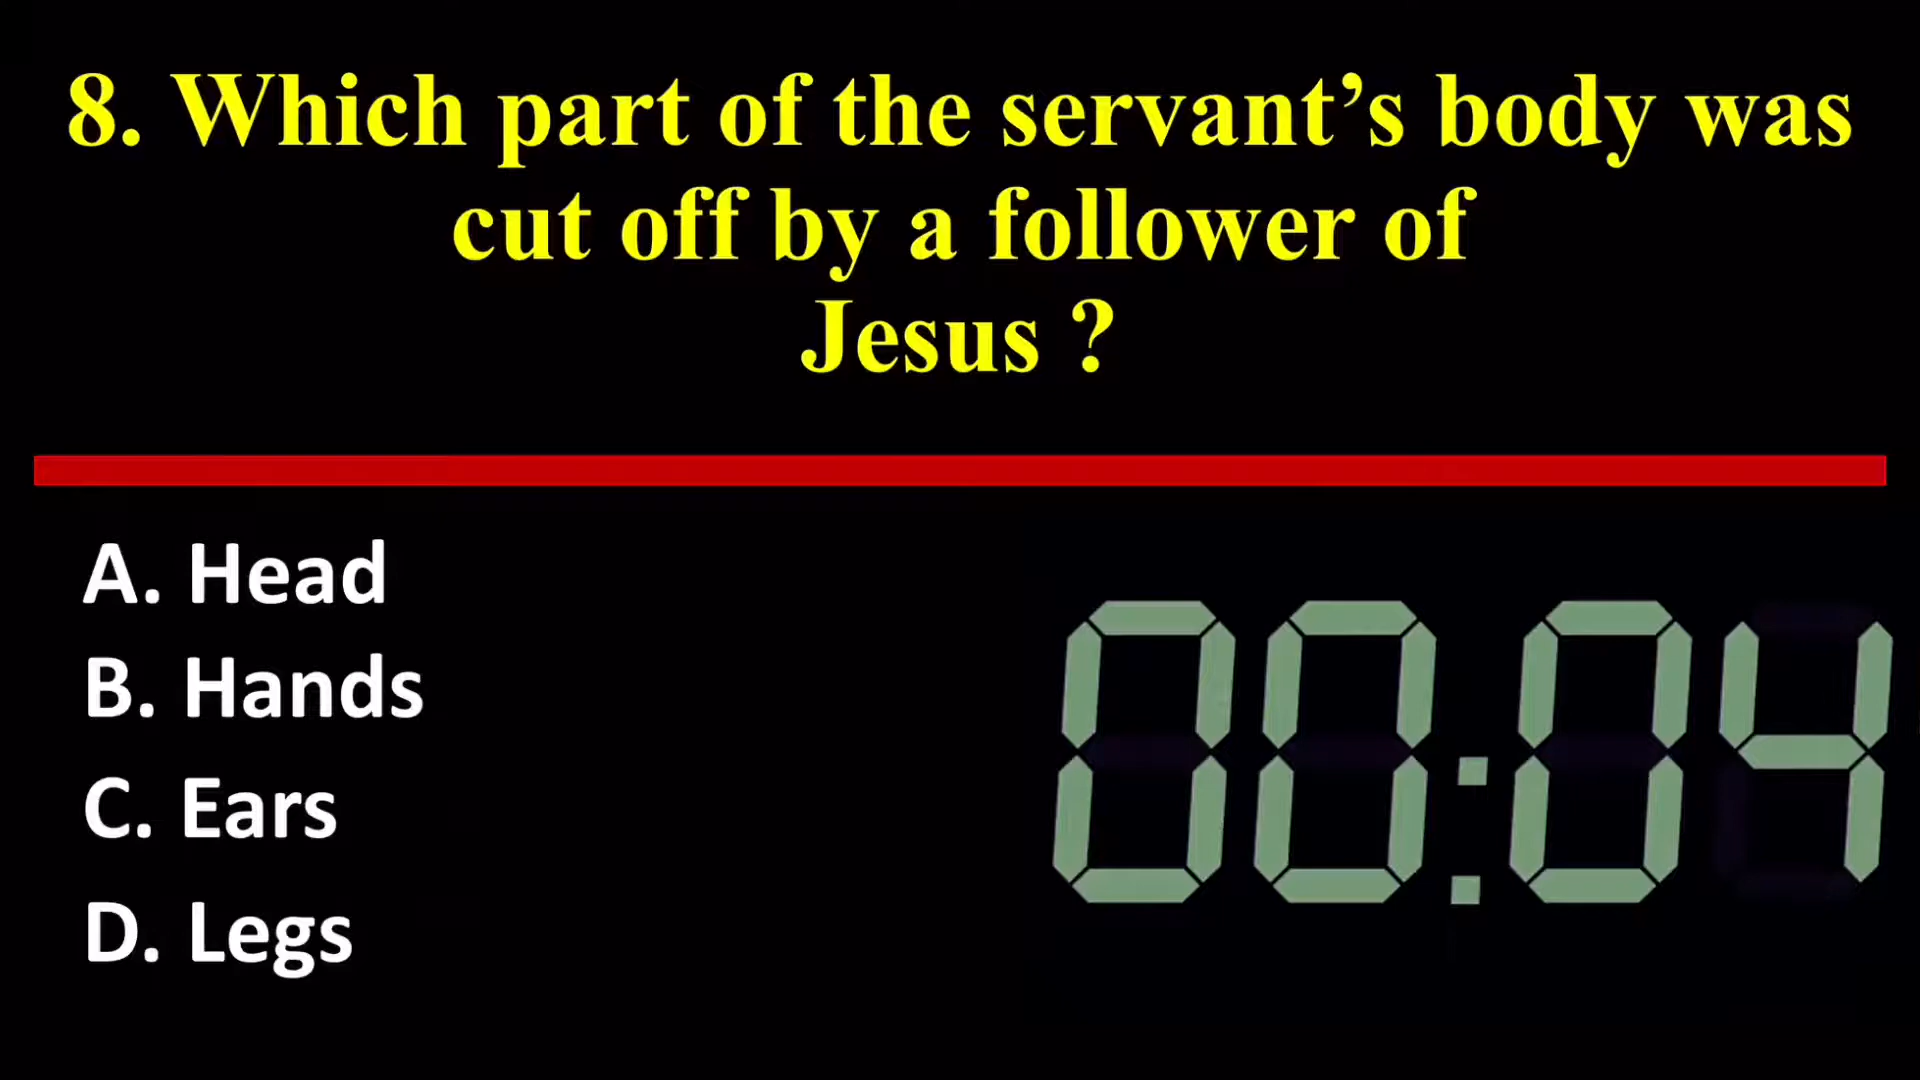 8. Which part of the servant’s body was
cut off by a follower of
Jesus ?
A. Head
B. Hands
C. Ears
D. Legs
00:04